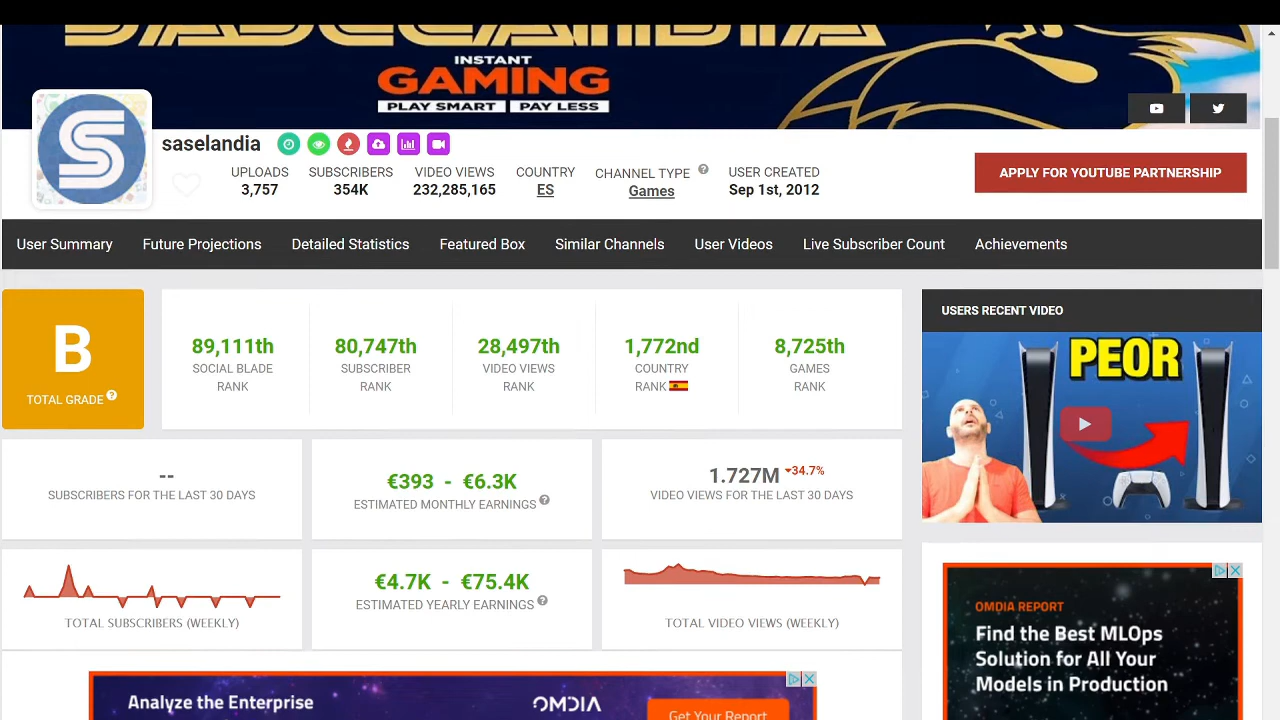 SASELANDIA
INSTANT
GAMING
PLAY SMART PAY LESS
S
saselandia
UPLOADS
3,757
SUBSCRIBERS
354K
VIDEO VIEWS
232,285,165
COUNTRY
ES
CHANNEL TYPE ?
Games
USER CREATED
Sep 1st, 2012
APPLY FOR YOUTUBE PARTNERSHIP
User Summary
Future Projections
Detailed Statistics
Featured Box
Similar Channels
User Videos
Live Subscriber Count
Achievements
B
TOTAL GRADE ?
89,111th
SOCIAL BLADE
RANK
80,747th
SUBSCRIBER
RANK
28,497th
VIDEO VIEWS
RANK
1,772nd
COUNTRY
RANK
8,725th
GAMES
RANK
USERS RECENT VIDEO
PEOR
--
SUBSCRIBERS FOR THE LAST 30 DAYS
€393 - €6.3K
ESTIMATED MONTHLY EARNINGS ?
1.727M 34.7%
VIDEO VIEWS FOR THE LAST 30 DAYS
TOTAL SUBSCRIBERS (WEEKLY)
€4.7K - €75.4K
ESTIMATED YEARLY EARNINGS ?
TOTAL VIDEO VIEWS (WEEKLY)
OMDIA REPORT
Find the Best MLOps
Solution for All Your
Models in Production
Analyze the Enterprise
OMDIA
Get Your Report